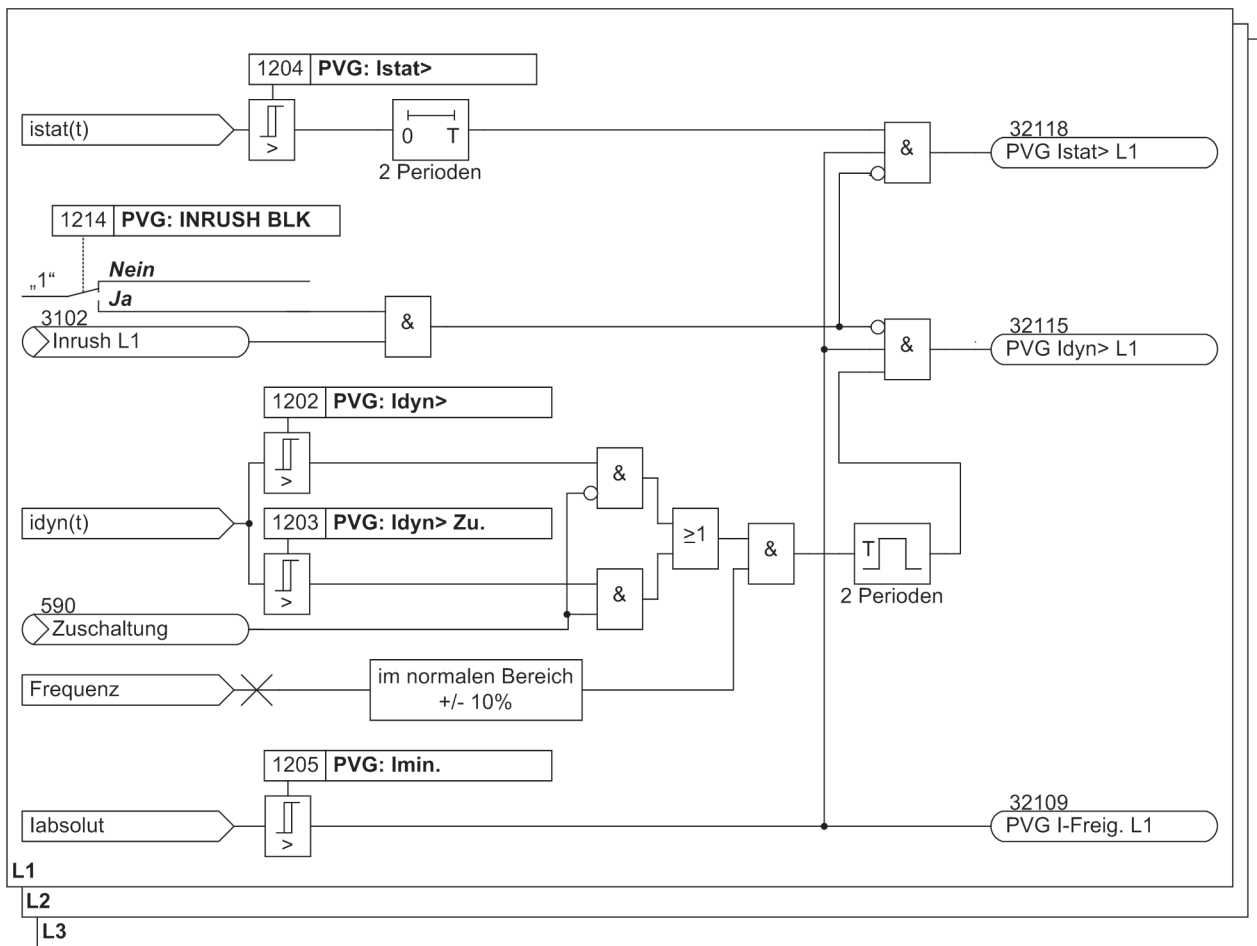 1204 PVG: Istat>
istat(t)
>
0 T
2 Perioden
&
32118
PVG Istat> L1
1214 PVG: INRUSH BLK
„1“
Nein
Ja
3102
Inrush L1
&
&
32115
PVG Idyn> L1
1202 PVG: Idyn>
>
&
idyn(t)
1203 PVG: Idyn> Zu.
>
≥1
&
T
2 Perioden
&
590
Zuschaltung
Frequenz
im normalen Bereich
+/- 10%
1205 PVG: Imin.
Iabsolut
>
32109
PVG I-Freig. L1
L1
L2
L3